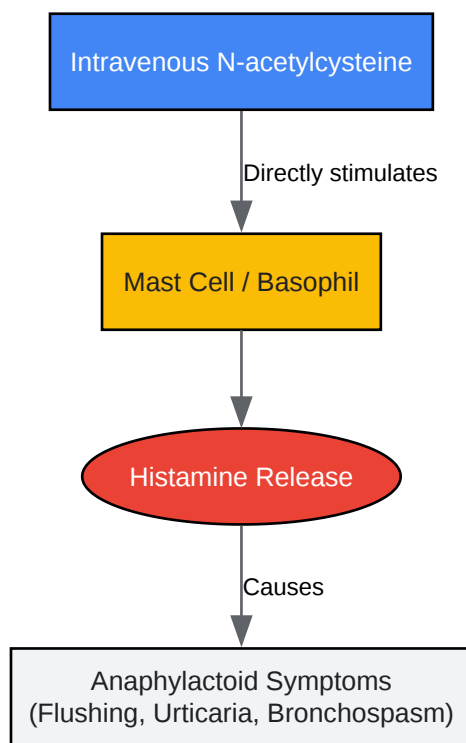 Intravenous N-acetylcysteine
Directly stimulates
Mast Cell / Basophil
Histamine Release
Causes
Anaphylactoid Symptoms
(Flushing, Urticaria, Bronchospasm)